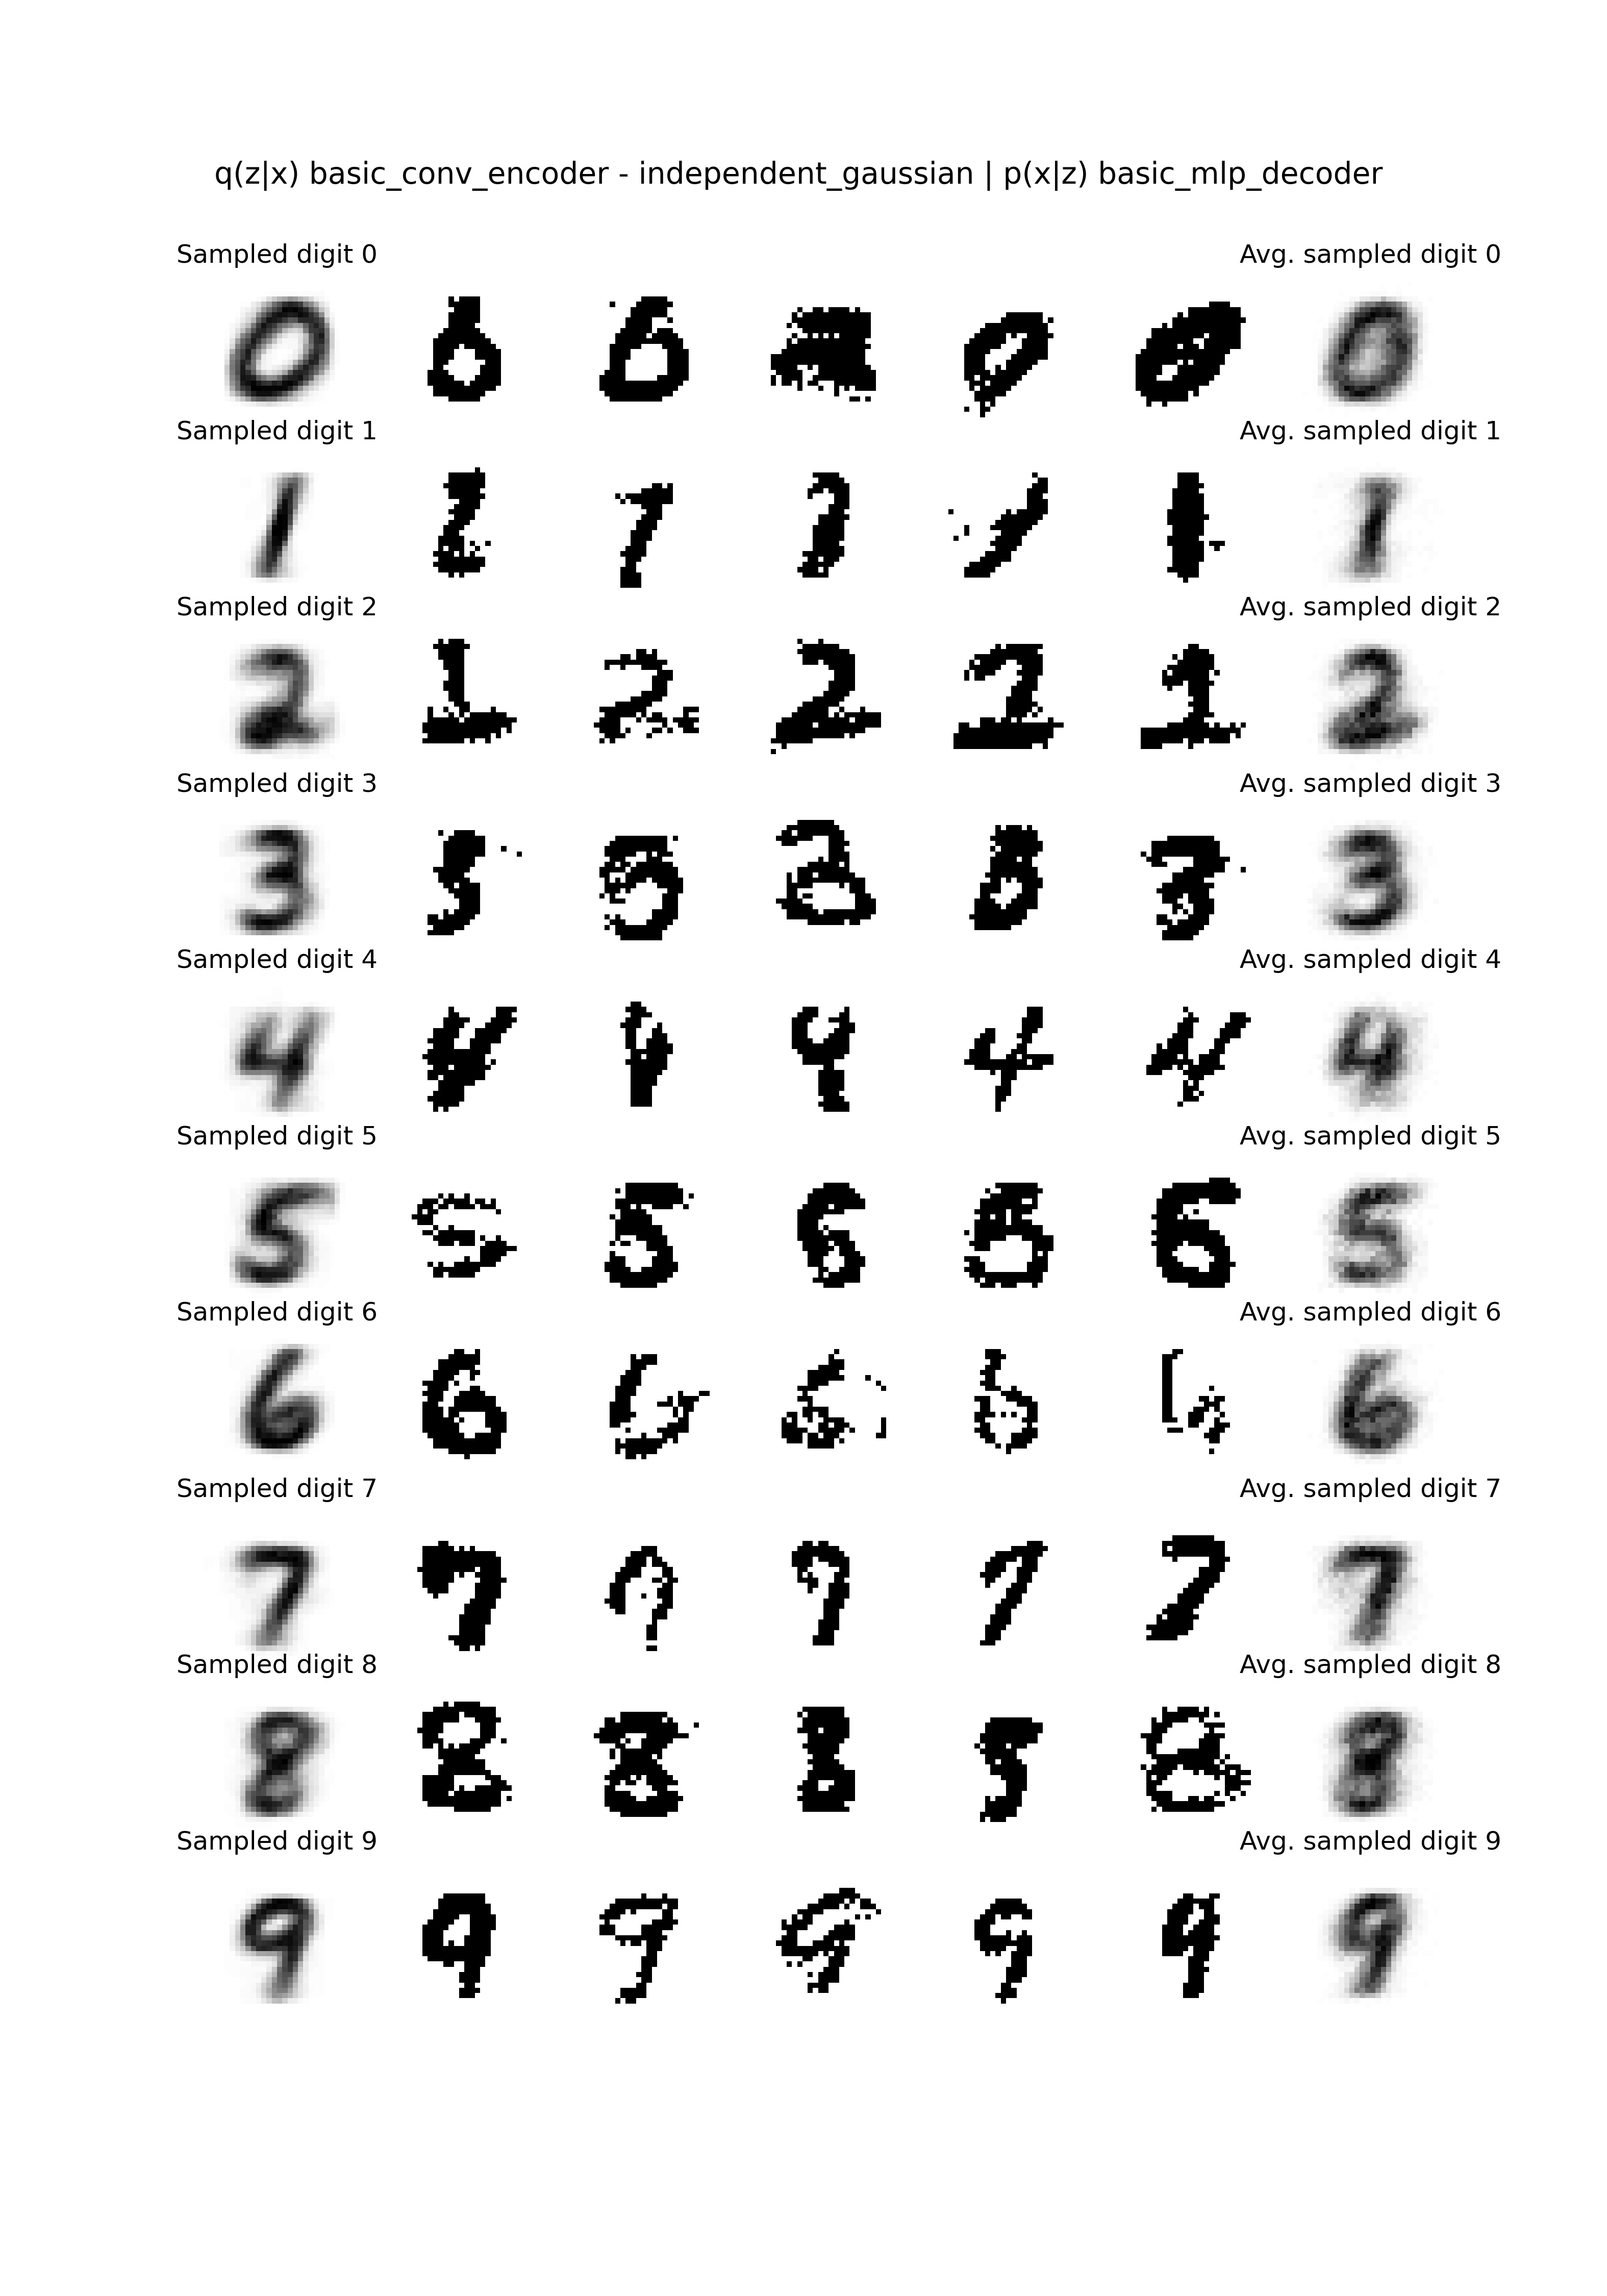 q(z|x) basic_conv_encoder - independent_gaussian | p(x|z) basic_mlp_decoder
Sampled digit 0 Avg. sampled digit 0
Sampled digit 1 Avg. sampled digit 1
Sampled digit 2 Avg. sampled digit 2
Sampled digit 3 Avg. sampled digit 3
Sampled digit 4 Avg. sampled digit 4
Sampled digit 5 Avg. sampled digit 5
Sampled digit 6 Avg. sampled digit 6
Sampled digit 7 Avg. sampled digit 7
Sampled digit 8 Avg. sampled digit 8
Sampled digit 9 Avg. sampled digit 9